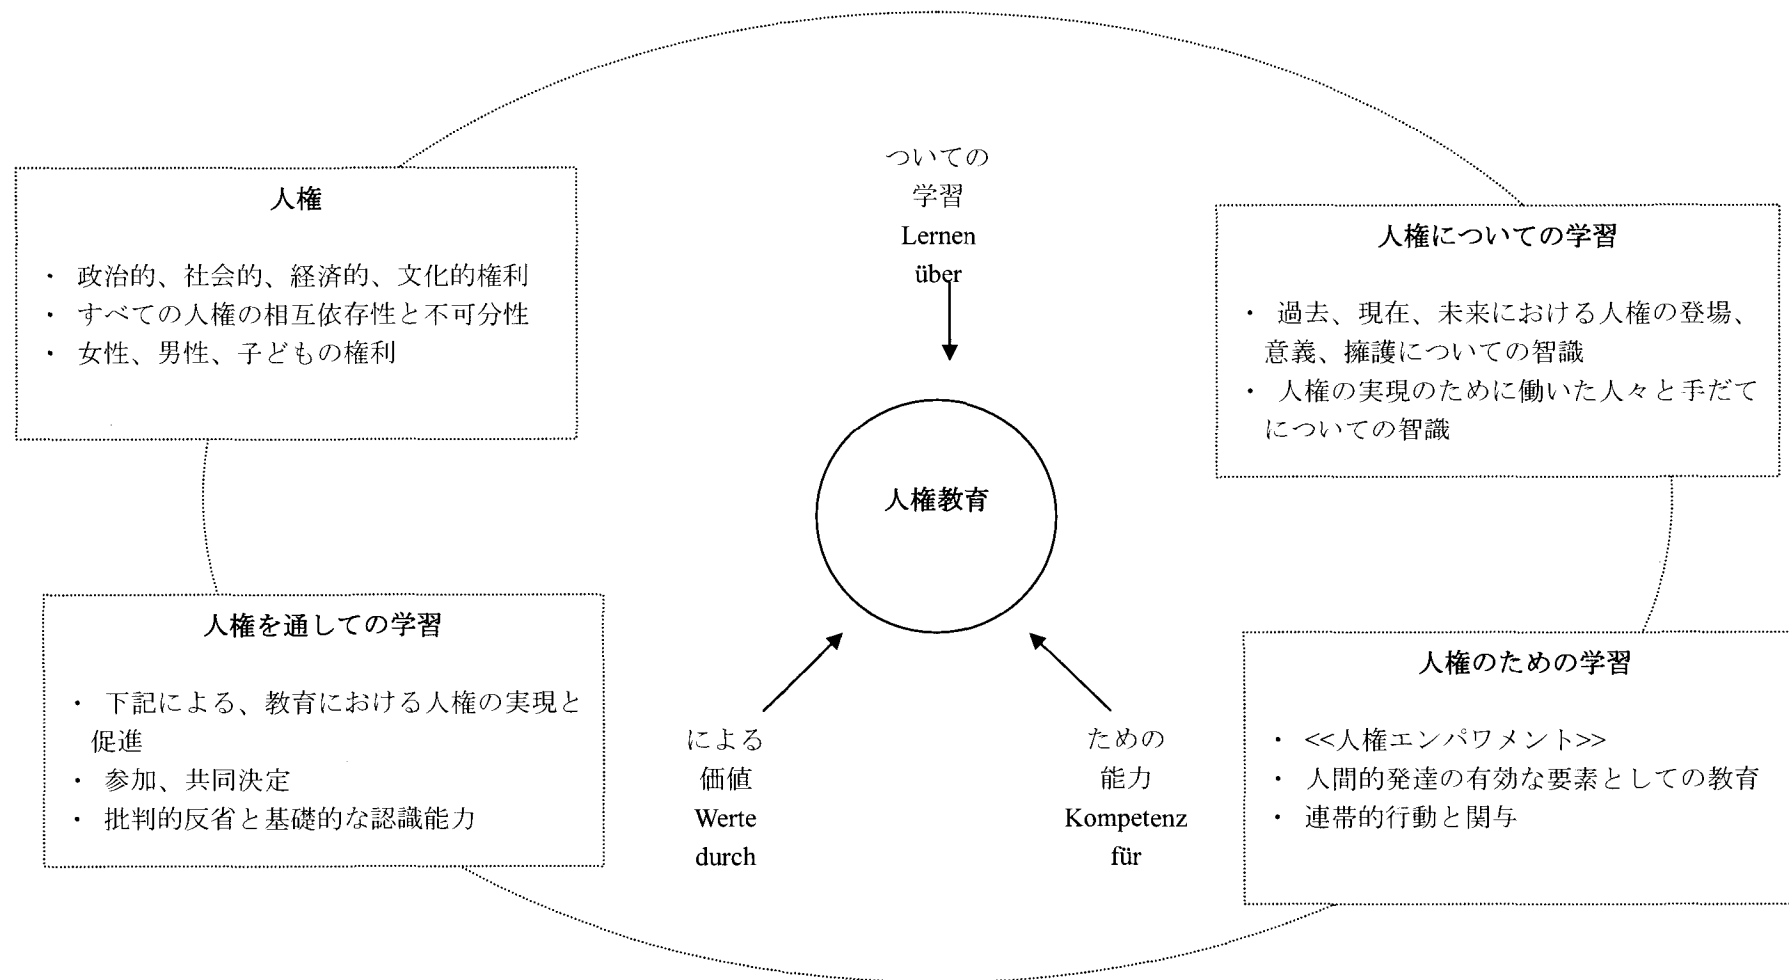 人権
・ 政治的、社会的、経済的、文化的権利
・ すべての人権の相互依存性と不可分性
・ 女性、男性、子どもの権利
ついての
学習
Lernen
über
人権についての学習
・ 過去、現在、未来における人権の登場、
意義、擁護についての智識
・ 人権の実現のために働いた人々と手だて
についての智識
人権教育
人権を通しての学習
・ 下記による、教育における人権の実現と
促進
・ 参加、共同決定
・ 批判的反省と基礎的な認識能力
による
価値
Werte
durch
ための
能力
Kompetenz
für
人権のための学習
・ <<人権エンパワメント>>
・ 人間的発達の有効な要素としての教育
・ 連帯的行動と関与